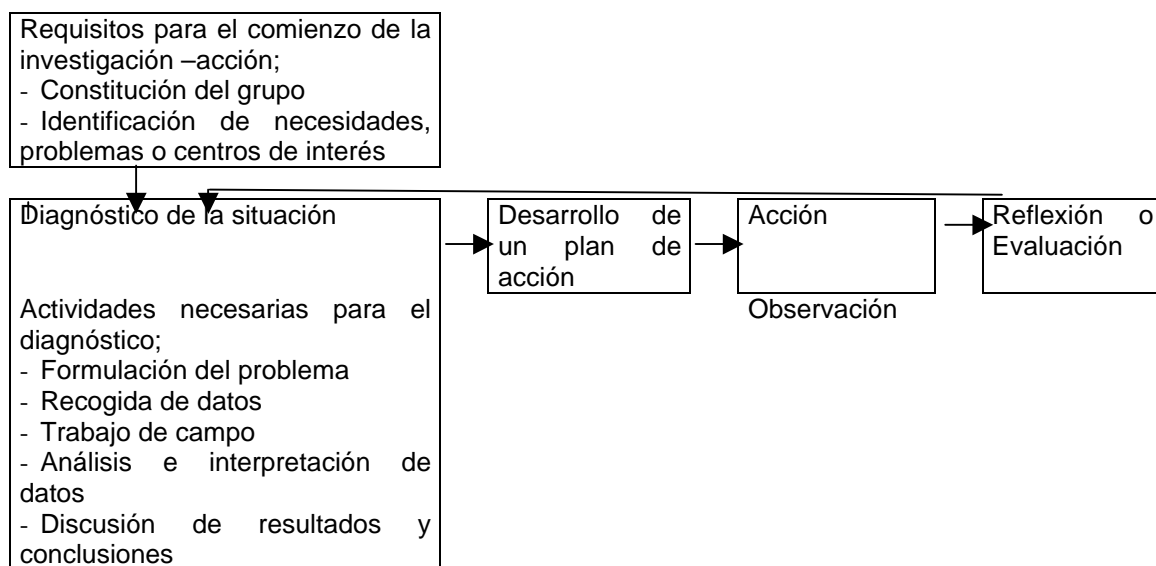 Requisitos para el comienzo de la
investigación –acción;
- Constitución del grupo
- Identificación de necesidades,
problemas o centros de interés
Diagnóstico de la situación
Actividades necesarias para el
diagnóstico;
- Formulación del problema
- Recogida de datos
- Trabajo de campo
- Análisis e interpretación de
datos
- Discusión de resultados y
conclusiones
Desarrollo de
un plan de
acción
Acción
Observación
Reflexión o
Evaluación